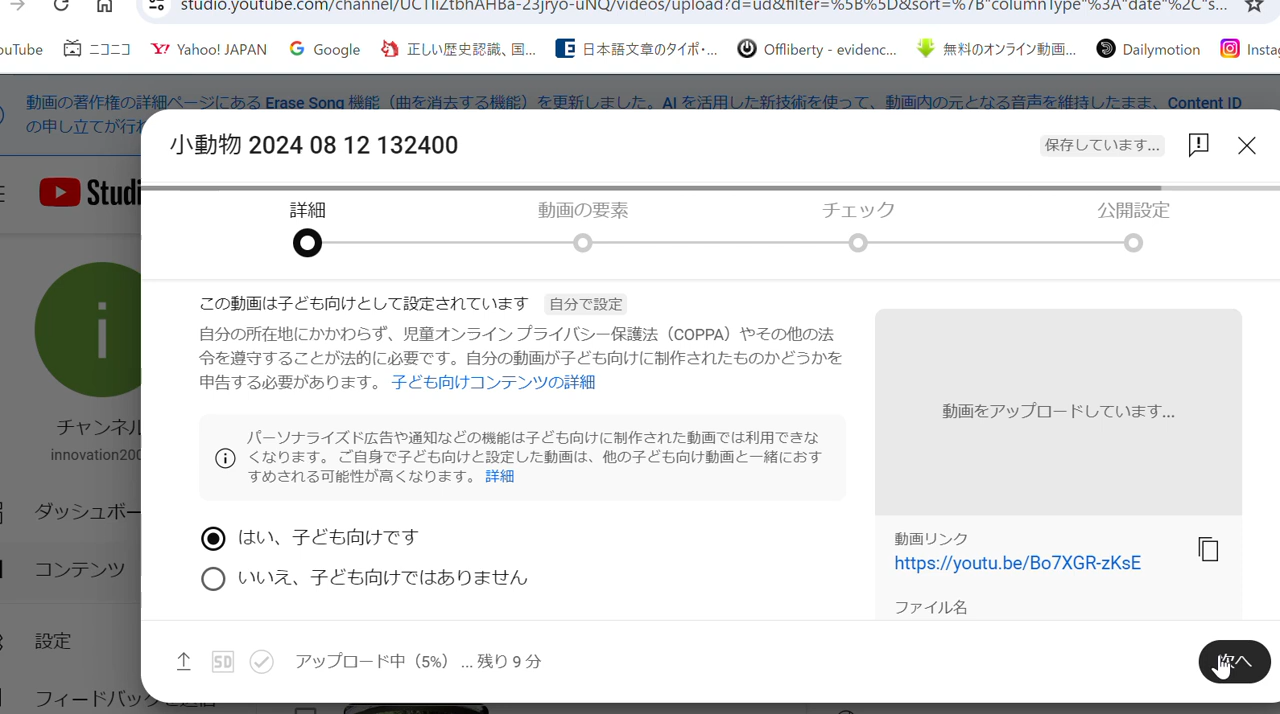 studio.youtube.com/channel/UCTliZtbhAHBa-23jryo-uNQ/videos/upload?d=ud&filter=%5B%5D&sort=%7B"columnType"%3A"date"%2C"s...
ouTube ニコニコ Yahoo! JAPAN Google 正しい歴史認識、国... 日本語文章のタイポ・... Offliberty - evidenc... 無料のオンライン動画... Dailymotion Insta
動画の著作権の詳細ページにある Erase Song 機能（曲を消去する機能）を更新しました。AI を活用した新技術を使って、動画内の元となる音声を維持したまま、Content ID
の申し立てが行わ
小動物 2024 08 12 132400
保存しています...
Studi
詳細 動画の要素 チェック 公開設定
i
チャンネル
innovation200
ダッシュボー
コンテンツ
設定
フィードバックを送信
この動画は子ども向けとして設定されています 自分で設定
自分の所在地にかかわらず、児童オンライン プライバシー保護法（COPPA）やその他の法
令を遵守することが法的に必要です。自分の動画が子ども向けに制作されたものかどうかを
申告する必要があります。 子ども向けコンテンツの詳細
パーソナライズド広告や通知などの機能は子ども向けに制作された動画では利用できな
くなります。ご自身で子ども向けと設定した動画は、他の子ども向け動画と一緒におす
すめされる可能性が高くなります。 詳細
はい、子ども向けです
いいえ、子ども向けではありません
動画をアップロードしています...
動画リンク
https://youtu.be/Bo7XGR-zKsE
ファイル名
SD アップロード中（5%）... 残り 9 分
次へ